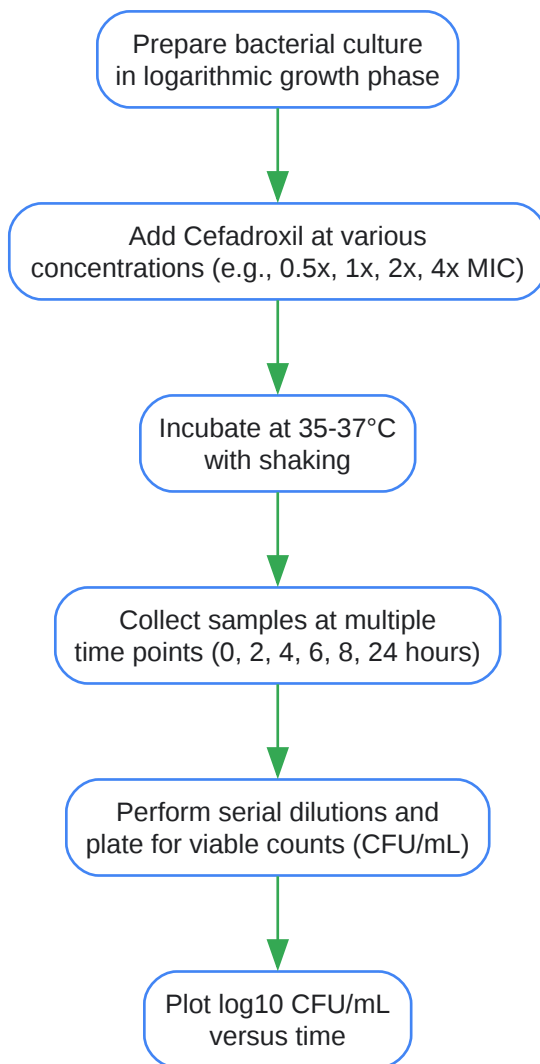 Prepare bacterial culture
in logarithmic growth phase
Add Cefadroxil at various
concentrations (e.g., 0.5x, 1x, 2x, 4x MIC)
Incubate at 35-37°C
with shaking
Collect samples at multiple
time points (0, 2, 4, 6, 8, 24 hours)
Perform serial dilutions and
plate for viable counts (CFU/mL)
Plot log10 CFU/mL
versus time